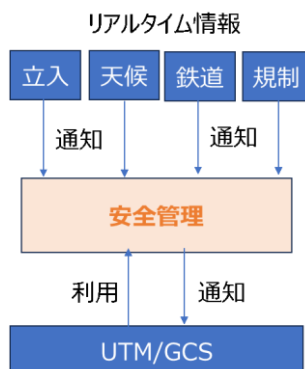 リアルタイム情報
立入 天候 鉄道 規制
通知 通知
安全管理
利用 通知
UTM/GCS